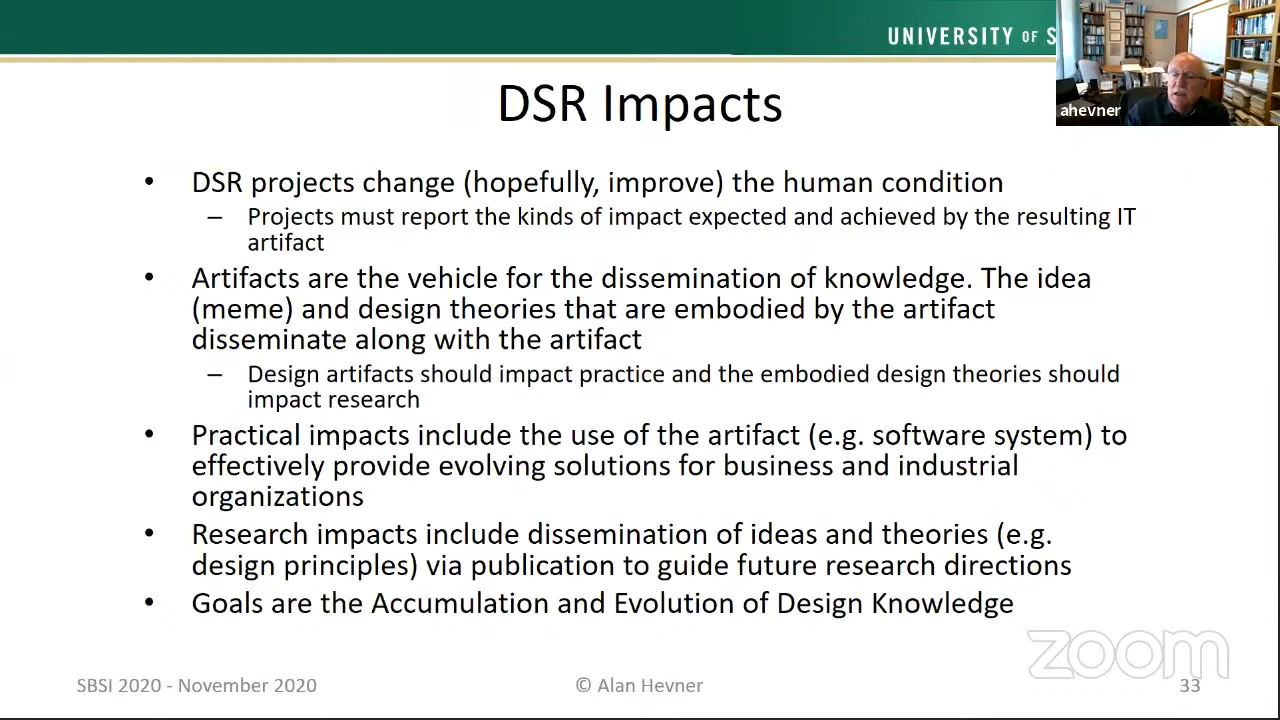 UNIVERSITY OF S
ahevner
DSR Impacts
• DSR projects change (hopefully, improve) the human condition
– Projects must report the kinds of impact expected and achieved by the resulting IT
artifact
• Artifacts are the vehicle for the dissemination of knowledge. The idea
(meme) and design theories that are embodied by the artifact
disseminate along with the artifact
– Design artifacts should impact practice and the embodied design theories should
impact research
• Practical impacts include the use of the artifact (e.g. software system) to
effectively provide evolving solutions for business and industrial
organizations
• Research impacts include dissemination of ideas and theories (e.g.
design principles) via publication to guide future research directions
• Goals are the Accumulation and Evolution of Design Knowledge
zoom
SBSI 2020 - November 2020
© Alan Hevner
33